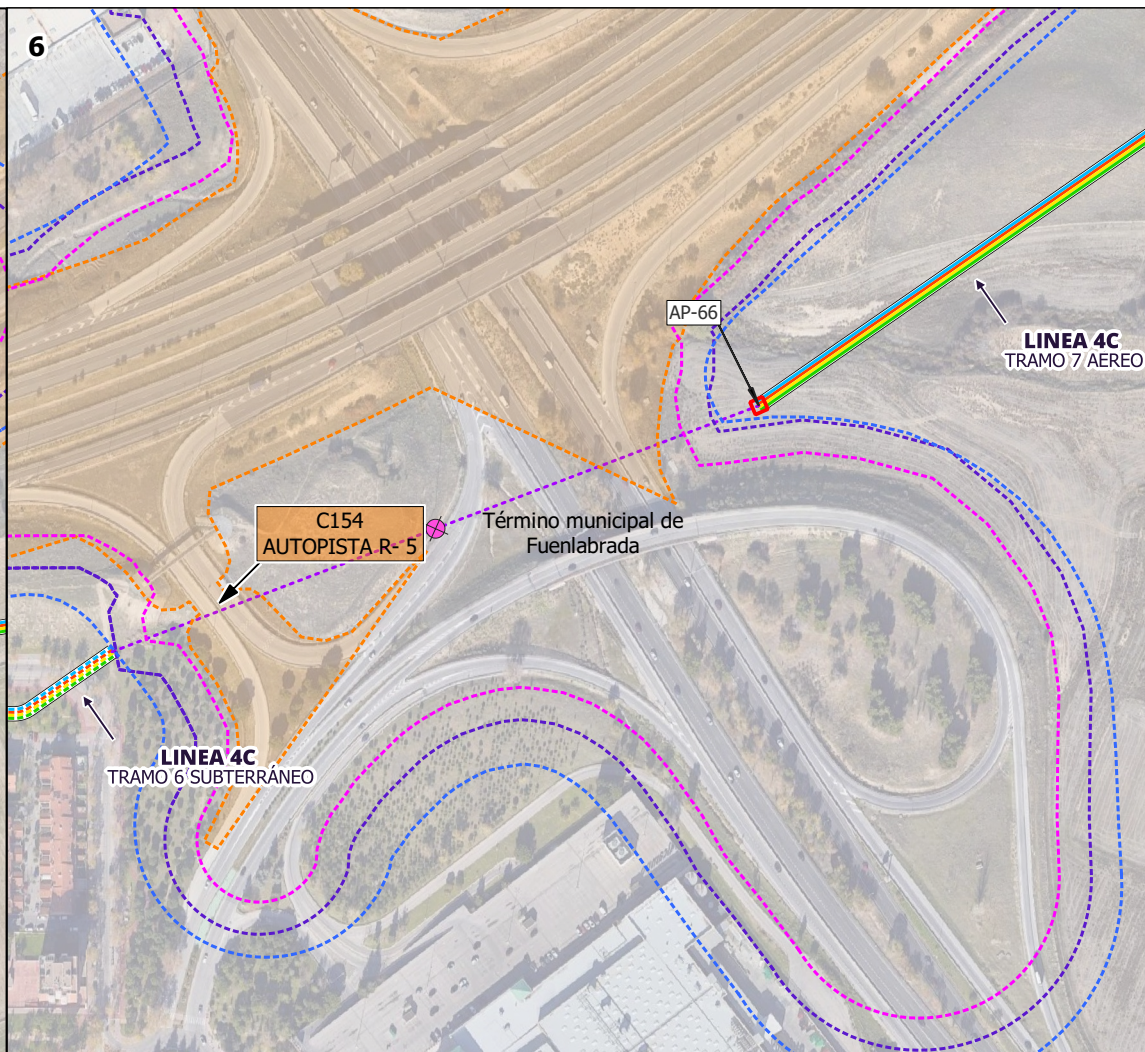 6
AP-66
LINEA 4C
TRAMO 7 AEREO
C154
AUTOPISTA R- 5
Término municipal de
Fuenlabrada
LINEA 4C
TRAMO 6 SUBTERRÁNEO